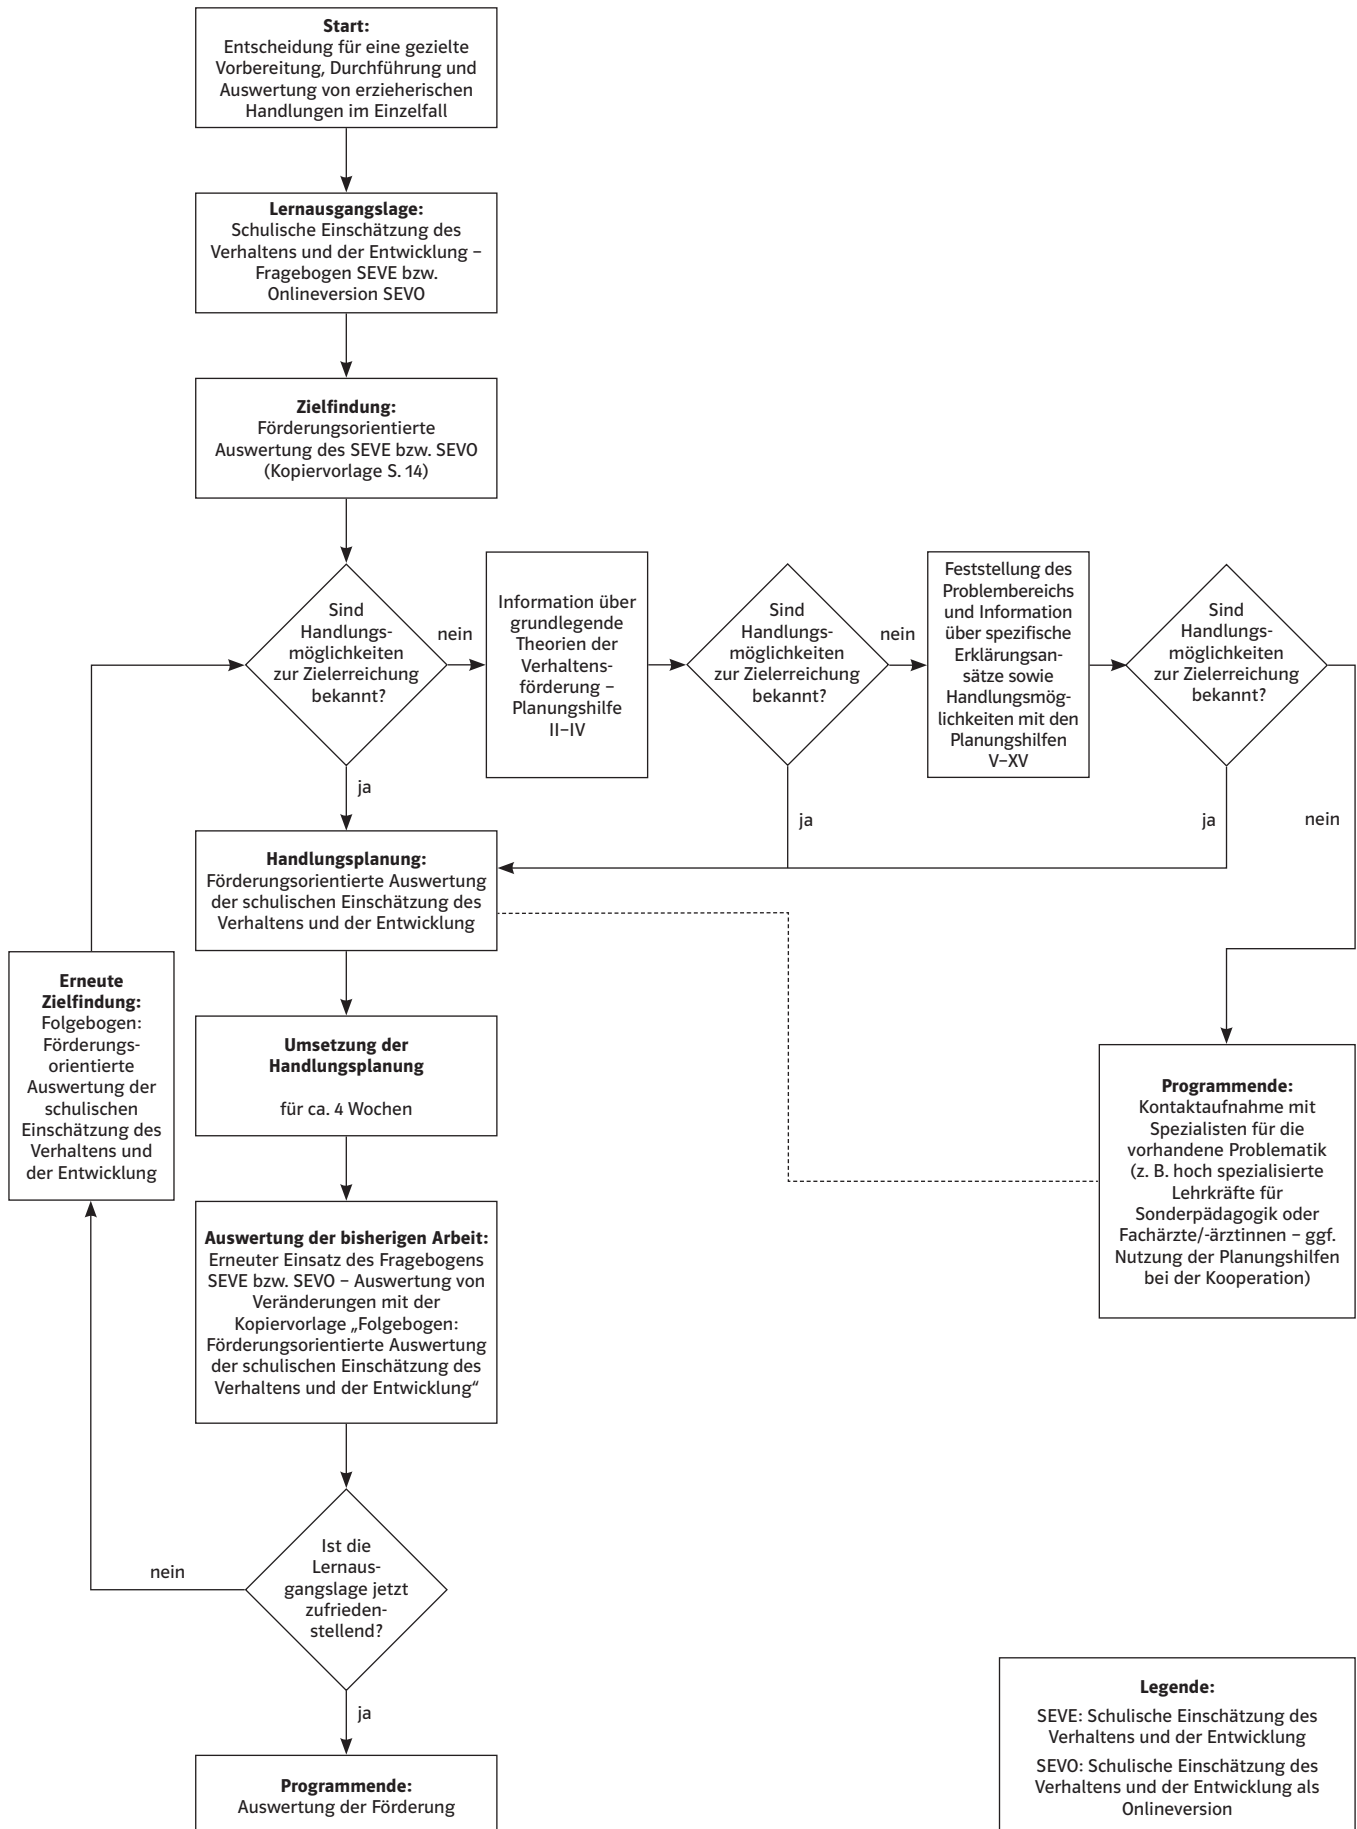 Start:
Entscheidung für eine gezielte
Vorbereitung, Durchführung und
Auswertung von erzieherischen
Handlungen im Einzelfall
Lernausgangslage:
Schulische Einschätzung des
Verhaltens und der Entwicklung –
Fragebogen SEVE bzw.
Onlineversion SEVO
Zielfindung:
Förderungsorientierte
Auswertung des SEVE bzw. SEVO
(Kopiervorlage S. 14)
Sind
Handlungs-
möglichkeiten
zur Zielerreichung
bekannt?
nein
ja
Information über
grundlegende
Theorien der
Verhaltens-
förderung –
Planungshilfe
II–IV
Sind
Handlungs-
möglichkeiten
zur Zielerreichung
bekannt?
nein
ja
Feststellung des
Problembereichs
und Information
über spezifische
Erklärungsan-
sätze sowie
Handlungsmög-
lichkeiten mit den
Planungshilfen
V–XV
Sind
Handlungs-
möglichkeiten
zur Zielerreichung
bekannt?
ja
nein
Handlungsplanung:
Förderungsorientierte Auswertung
der schulischen Einschätzung des
Verhaltens und der Entwicklung
Erneute
Zielfindung:
Folgebogen:
Förderungs-
orientierte
Auswertung der
schulischen
Einschätzung des
Verhaltens und
der Entwicklung
Umsetzung der
Handlungsplanung
für ca. 4 Wochen
Programmende:
Kontaktaufnahme mit
Spezialisten für die
vorhandene Problematik
(z. B. hoch spezialisierte
Lehrkräfte für
Sonderpädagogik oder
Fachärzte/-ärztinnen – ggf.
Nutzung der Planungshilfen
bei der Kooperation)
Auswertung der bisherigen Arbeit:
Erneuter Einsatz des Fragebogens
SEVE bzw. SEVO – Auswertung von
Veränderungen mit der
Kopiervorlage „Folgebogen:
Förderungsorientierte Auswertung
der schulischen Einschätzung des
Verhaltens und der Entwicklung“
Ist die
Lernaus-
gangslage jetzt
zufrieden-
stellend?
nein
ja
Programmende:
Auswertung der Förderung
Legende:
SEVE: Schulische Einschätzung des
Verhaltens und der Entwicklung
SEVO: Schulische Einschätzung des
Verhaltens und der Entwicklung als
Onlineversion